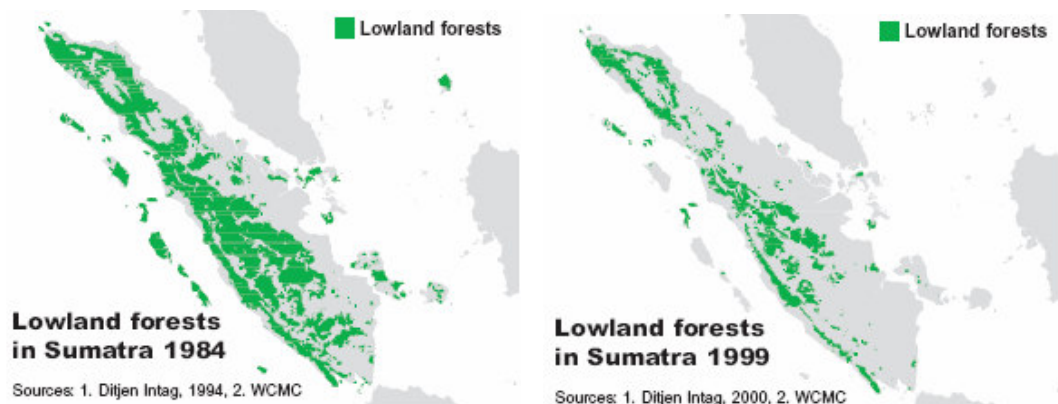 Lowland forests
Lowland forests
in Sumatra 1984
Sources: 1. Ditjen Intag, 1994, 2. WCMC
Lowland forests
Lowland forests
in Sumatra 1999
Sources: 1. Ditjen Intag, 2000, 2. WCMC